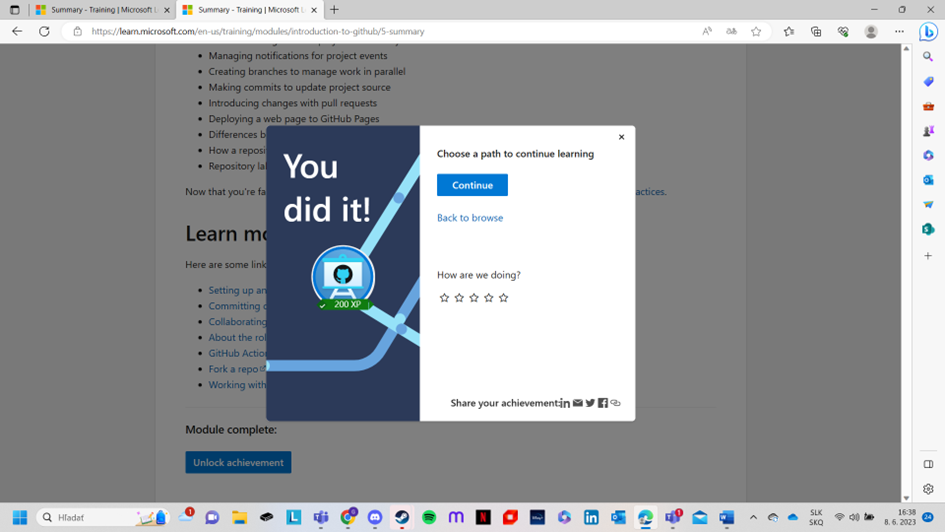 Summary - Training | Microsoft L
Summary - Training | Microsoft L
https://learn.microsoft.com/en-us/training/modules/introduction-to-github/5-summary
Managing notifications for project events
Creating branches to manage work in parallel
Making commits to update project source
Introducing changes with pull requests
Deploying a web page to GitHub Pages
Differences b
How a reposi
Repository la
Now that you're fa
actices.
Learn mo
Here are some link
Setting up an
Committing c
Collaborating
About the rol
GitHub Action
Fork a repo
Working with
Module complete:
Unlock achievement
You
did it!
200 XP
Choose a path to continue learning
Continue
Back to browse
How are we doing?
Share your achievement:
Hľadať
1
1
SLK
SKQ
16:38
8. 6. 2023